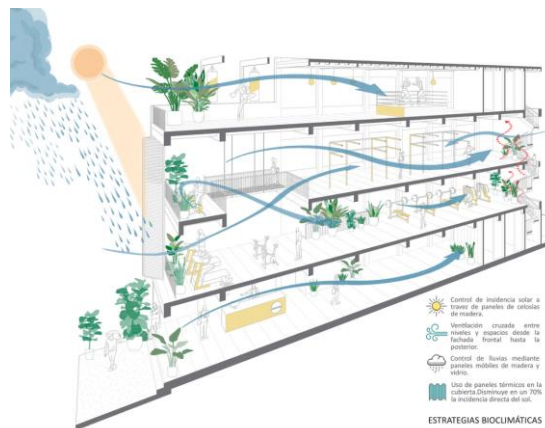 Control de incidencia solar a
travez de paneles de celosías
de madera.
Ventilación cruzada entre
niveles y espacios desde la
fachada frontal hasta la
posterior.
Control de lluvias mediante
paneles móbiles de madera y
vidrio.
Uso de paneles térmicos en la
cubierta.Disminuye en un 70%
la incidencia directa del sol.
ESTRATEGIAS BIOCLIMÁTICAS